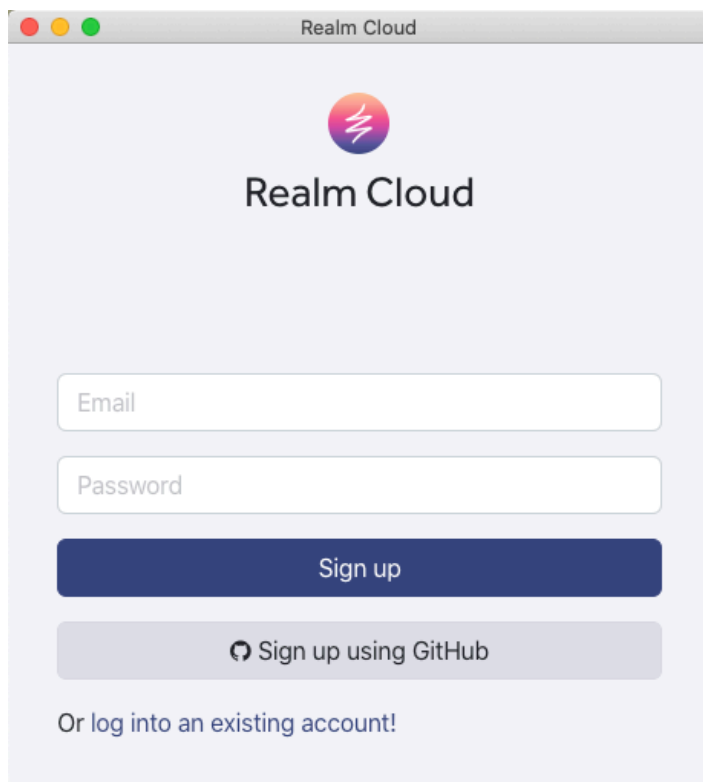 Realm Cloud
Realm Cloud
Email
Password
Sign up
Sign up using GitHub
Or log into an existing account!